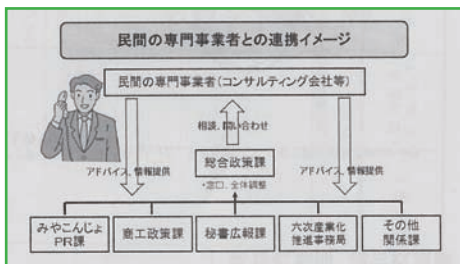 民間の専門事業者との連携イメージ
民間の専門事業者(コンサルティング会社等)
相談、問い合わせ
総合政策課
・窓口、全体調整
アドバイス、情報提供
アドバイス、情報提供
みやこんじょ
PR課
商工政策課
秘書広報課
六次産業化
推進事務局
その他
関係課